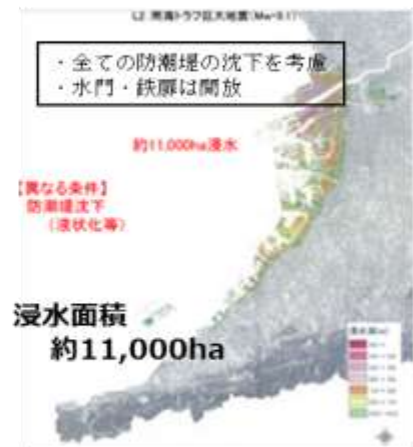 L2 南海トラフ巨大地震(Mw=9.1)
・全ての防潮堤の沈下を考慮
・水門・鉄扉は開放
約11,000ha浸水
【異なる条件】
防潮堤沈下
(液状化等)
浸水面積
約11,000ha